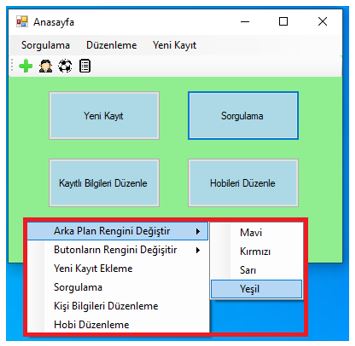 Anasayfa
Sorgulama Düzenleme Yeni Kayıt
Yeni Kayıt
Sorgulama
Kayıtlı Bilgileri Düzenle
Hobileri Düzenle
Arka Plan Rengini Değiştir
Butonların Rengini Değişitir
Yeni Kayıt Ekleme
Sorgulama
Kişi Bilgileri Düzenleme
Hobi Düzenleme
Mavi
Kırmızı
Sarı
Yeşil